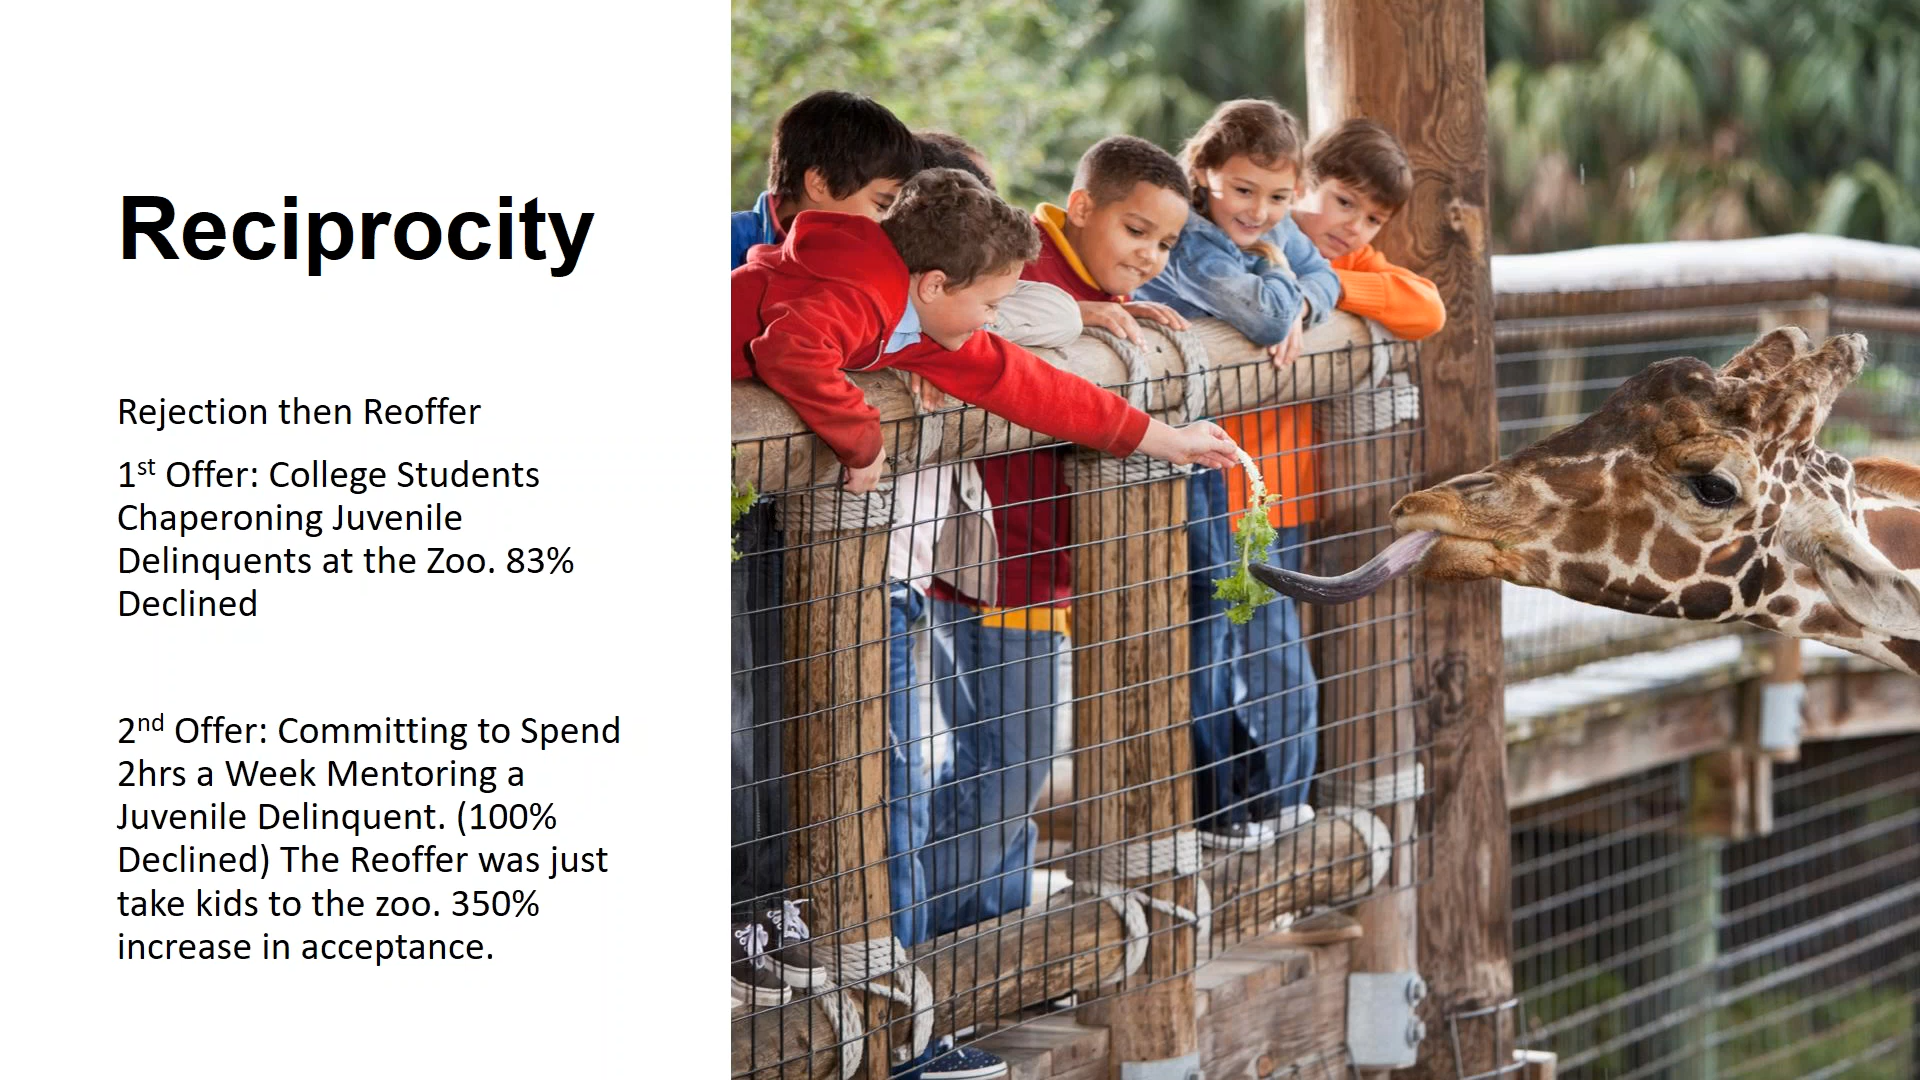 Reciprocity
Rejection then Reoffer
1st Offer: College Students
Chaperoning Juvenile
Delinquents at the Zoo. 83%
Declined
2nd Offer: Committing to Spend
2hrs a Week Mentoring a
Juvenile Delinquent. (100%
Declined) The Reoffer was just
take kids to the zoo. 350%
increase in acceptance.